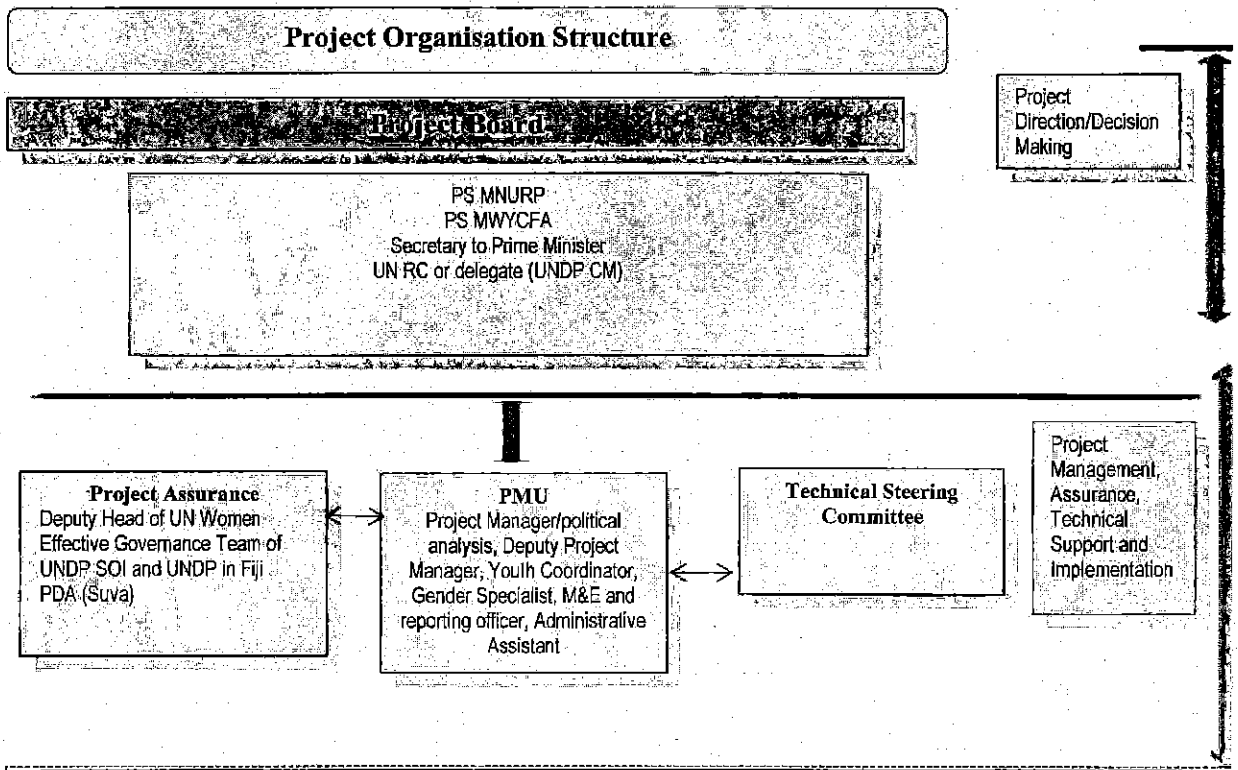 Project Organisation Structure
Project Board
PS MNURP
PS MWYCFA
Secretary to Prime Minister
UN RC or delegate (UNDP CM)
Project
Direction/Decision
Making
Project Assurance
Deputy Head of UN Women
Effective Governance Team of
UNDP SOI and UNDP in Fiji
PDA (Suva)
PMU
Project Manager/political
analysis, Deputy Project
Manager, Youth Coordinator,
Gender Specialist, M&E and
reporting officer, Administrative
Assistant
Technical Steering
Committee
Project
Management,
Assurance,
Technical
Support and
Implementation